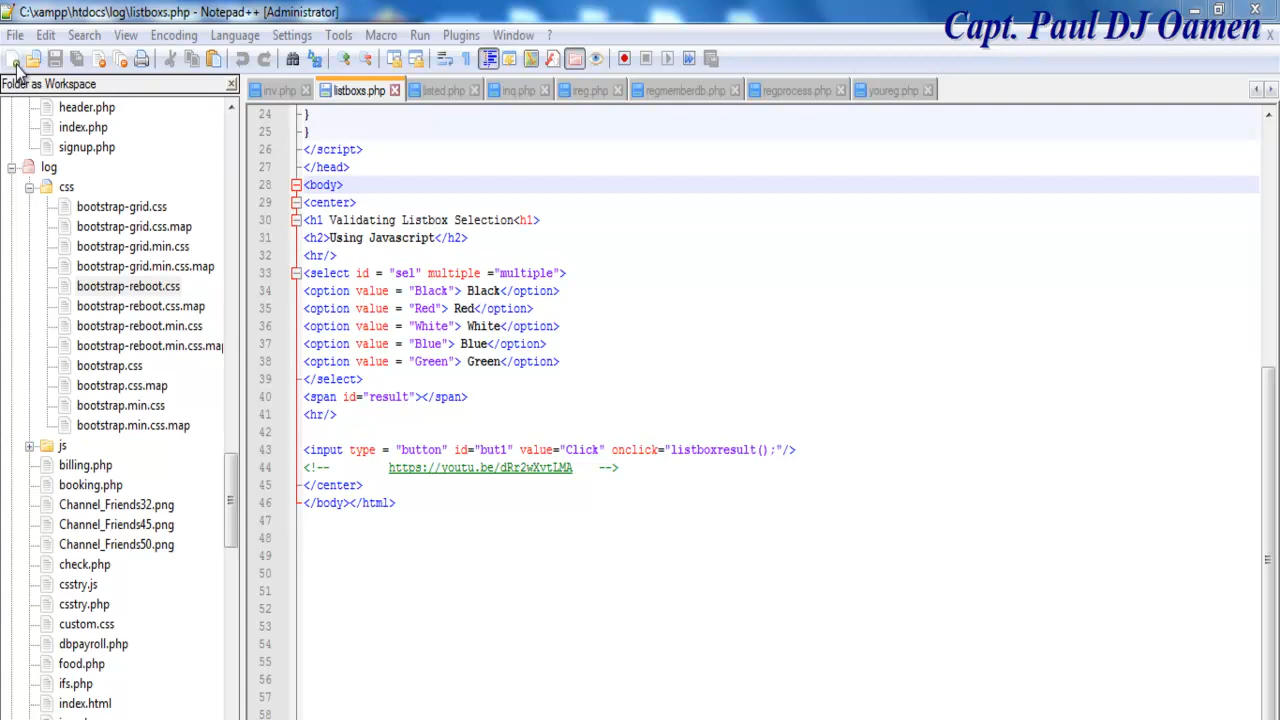 C:\xampp\htdocs\log\listboxs.php - Notepad++ [Administrator]
Capt. Paul DJ Oamen
File Edit Search View Encoding Language Settings Tools Macro Run Plugins Window ?
Folder as Workspace
inv.php listboxs.php listed.php inq.php reg.php regmemberdb.php regprocess.php youreg.php
header.php
index.php
signup.php
log
css
bootstrap-grid.css
bootstrap-grid.css.map
bootstrap-grid.min.css
bootstrap-grid.min.css.map
bootstrap-reboot.css
bootstrap-reboot.css.map
bootstrap-reboot.min.css
bootstrap-reboot.min.css.map
bootstrap.css
bootstrap.css.map
bootstrap.min.css
bootstrap.min.css.map
js
billing.php
booking.php
Channel_Friends32.png
Channel_Friends45.png
Channel_Friends50.png
check.php
csstry.js
csstry.php
custom.css
dbpayroll.php
food.php
ifs.php
index.html
24 }
25 }
26 </script>
27 </head>
28 <body>
29 <center>
30 <h1 Validating Listbox Selection<h1>
31 <h2>Using Javascript</h2>
32 <hr/>
33 <select id = "sel" multiple ="multiple">
34 <option value = "Black"> Black</option>
35 <option value = "Red"> Red</option>
36 <option value = "White"> White</option>
37 <option value = "Blue"> Blue</option>
38 <option value = "Green"> Green</option>
39 </select>
40 <span id="result"></span>
41 <hr/>
42
43 <input type = "button" id="but1" value="Click" onclick="listboxresult();"/>
44 <!-- https://youtu.be/dRr2wXvtLMA -->
45 </center>
46 </body></html>
47
48
49
50
51
52
53
54
55
56
57
58